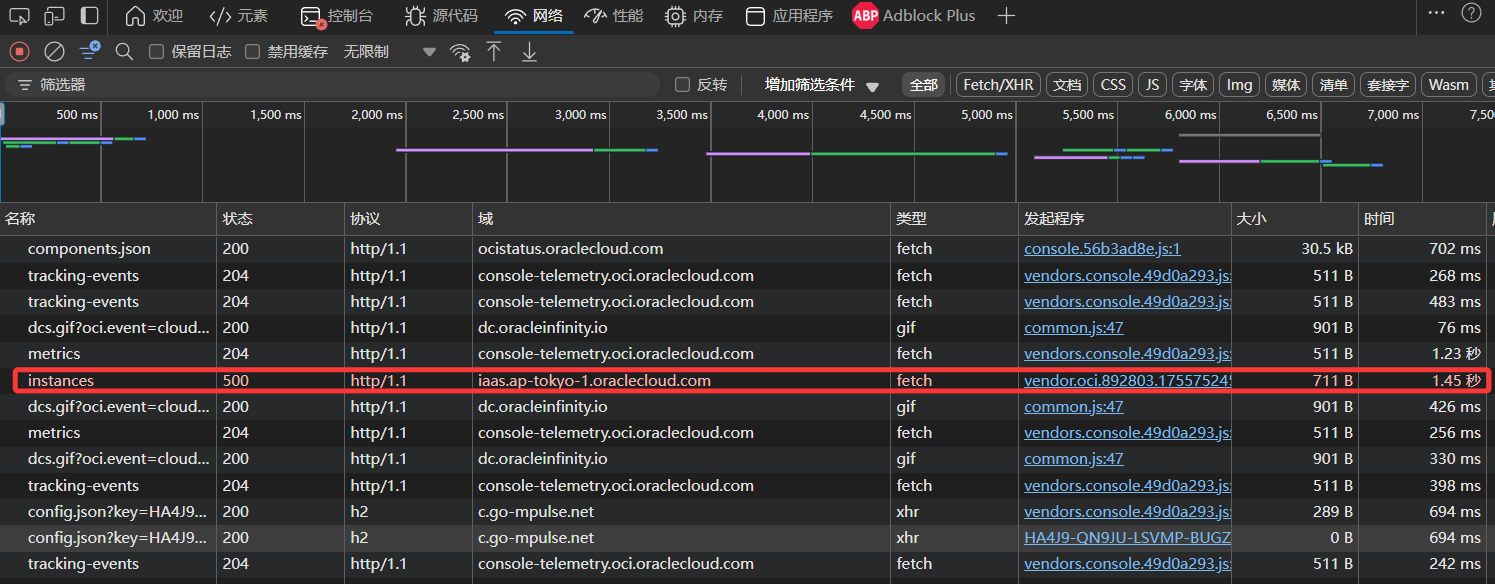 欢迎 元素 控制台 源代码 网络 性能 内存 应用程序 ABP Adblock Plus
保留日志 禁用缓存 无限制
筛选器 反转 增加筛选条件 全部 Fetch/XHR 文档 CSS JS 字体 Img 媒体 清单 套接字 Wasm
500 ms 1,000 ms 1,500 ms 2,000 ms 2,500 ms 3,000 ms 3,500 ms 4,000 ms 4,500 ms 5,000 ms 5,500 ms 6,000 ms 6,500 ms 7,000 ms 7,50
名称 状态 协议 域 类型 发起程序 大小 时间
components.json 200 http/1.1 ocistatus.oraclecloud.com fetch console.56b3ad8e.js:1 30.5 kB 702 ms
tracking-events 204 http/1.1 console-telemetry.oci.oraclecloud.com fetch vendors.console.49d0a293.js: 511 B 268 ms
tracking-events 204 http/1.1 console-telemetry.oci.oraclecloud.com fetch vendors.console.49d0a293.js: 511 B 483 ms
dcs.gif?oci.event=cloud... 200 http/1.1 dc.oracleinfinity.io gif common.js:47 901 B 76 ms
metrics 204 http/1.1 console-telemetry.oci.oraclecloud.com fetch vendors.console.49d0a293.js: 511 B 1.23 秒
instances 500 http/1.1 iaas.ap-tokyo-1.oraclecloud.com fetch vendor.oci.892803.175575245 711 B 1.45 秒
dcs.gif?oci.event=cloud... 200 http/1.1 dc.oracleinfinity.io gif common.js:47 901 B 426 ms
metrics 204 http/1.1 console-telemetry.oci.oraclecloud.com fetch vendors.console.49d0a293.js: 511 B 256 ms
dcs.gif?oci.event=cloud... 200 http/1.1 dc.oracleinfinity.io gif common.js:47 901 B 330 ms
tracking-events 204 http/1.1 console-telemetry.oci.oraclecloud.com fetch vendors.console.49d0a293.js: 511 B 398 ms
config.json?key=HA4J9... 200 h2 c.go-mpulse.net xhr vendors.console.49d0a293.js: 289 B 694 ms
config.json?key=HA4J9... 200 h2 c.go-mpulse.net xhr HA4J9-QN9JU-LSVMP-BUGZ 0 B 694 ms
tracking-events 204 http/1.1 console-telemetry.oci.oraclecloud.com fetch vendors.console.49d0a293.js: 511 B 242 ms